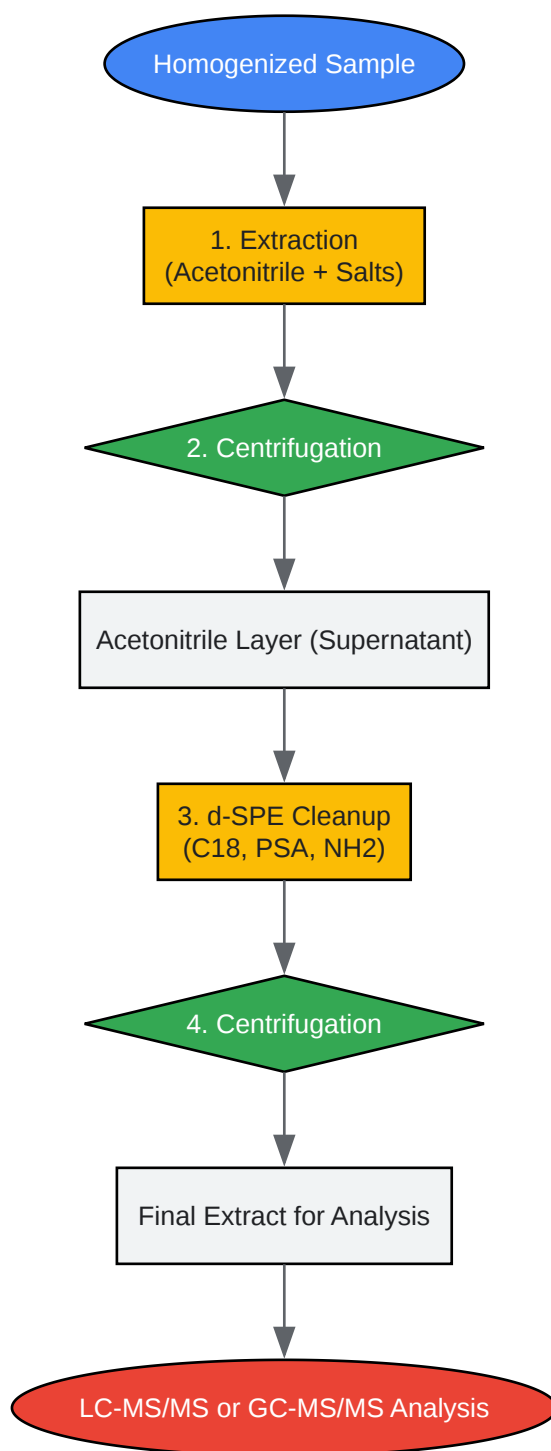 Homogenized Sample
1. Extraction
(Acetonitrile + Salts)
2. Centrifugation
Acetonitrile Layer (Supernatant)
3. d-SPE Cleanup
(C18, PSA, NH2)
4. Centrifugation
Final Extract for Analysis
LC-MS/MS or GC-MS/MS Analysis